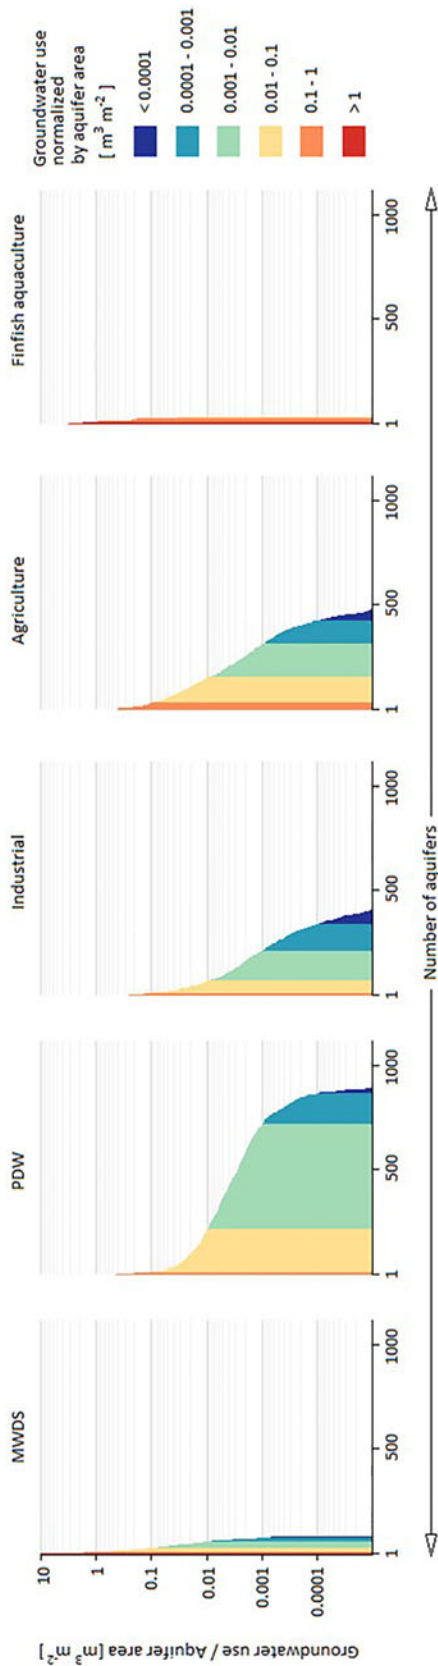 MWDS
PDW
Industrial
Agriculture
Finfish aquaculture
Groundwater use
normalized
by aquifer area
[ m³ m⁻² ]
< 0.0001
0.0001 - 0.001
0.001 - 0.01
0.01 - 0.1
0.1 - 1
> 1
Groundwater use / Aquifer area [m³ m⁻² ]
10
1
0.1
0.01
0.001
0.0001
1 500 1000
1 500 1000
1 500 1000
1 500 1000
1 500 1000
Number of aquifers